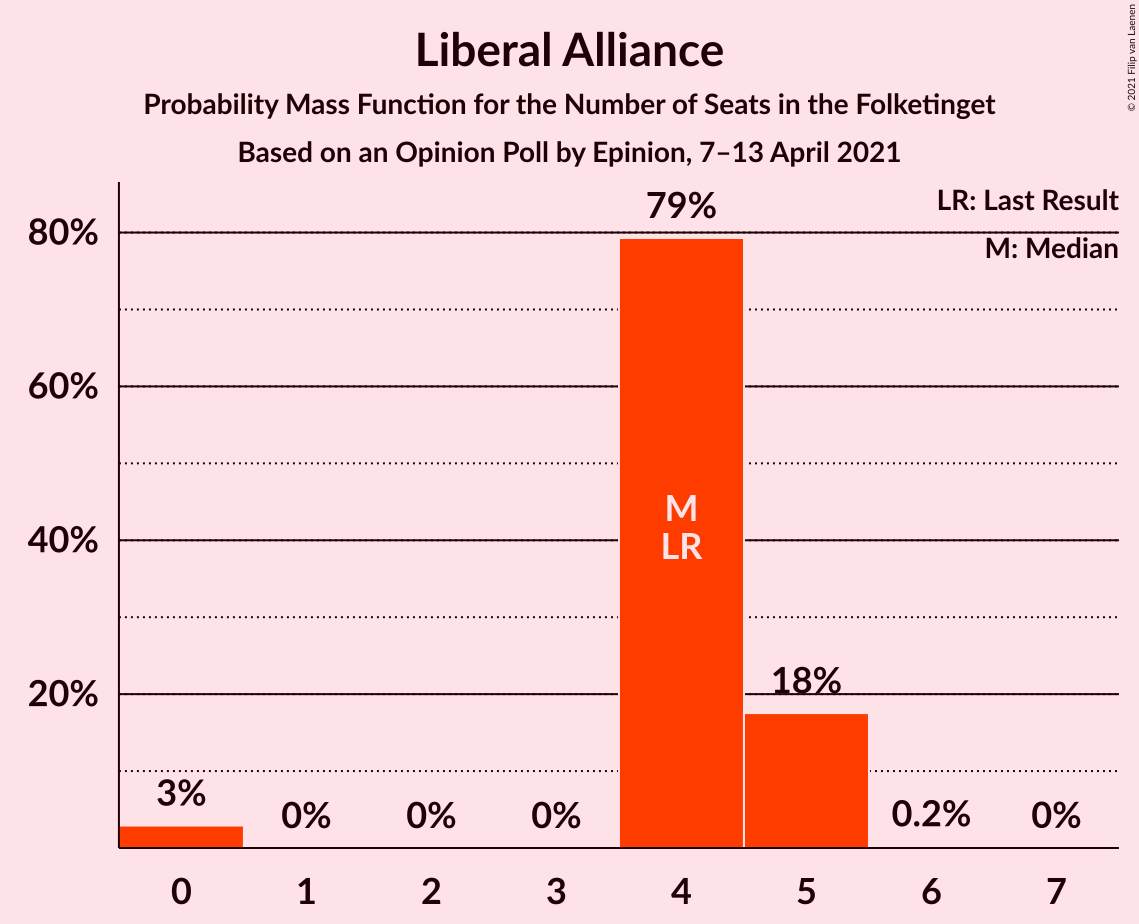 Liberal Alliance
Probability Mass Function for the Number of Seats in the Folketinget
Based on an Opinion Poll by Epinion, 7–13 April 2021
© 2021 Filip van Laenen
LR: Last Result
M: Median
80%
60%
40%
20%
3%
0%
0%
0%
79%
M
LR
18%
0.2%
0%
0 1 2 3 4 5 6 7